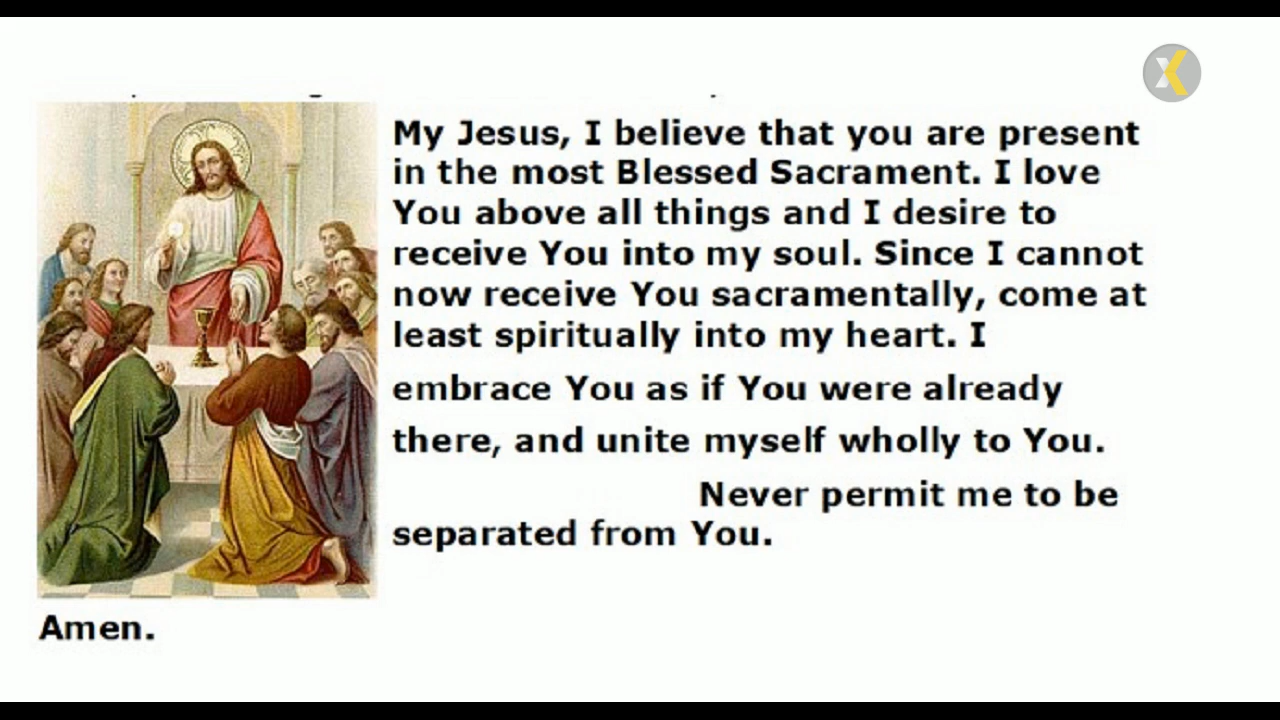 My Jesus, I believe that you are present
in the most Blessed Sacrament. I love
You above all things and I desire to
receive You into my soul. Since I cannot
now receive You sacramentally, come at
least spiritually into my heart. I
embrace You as if You were already
there, and unite myself wholly to You.
Never permit me to be
separated from You.
Amen.